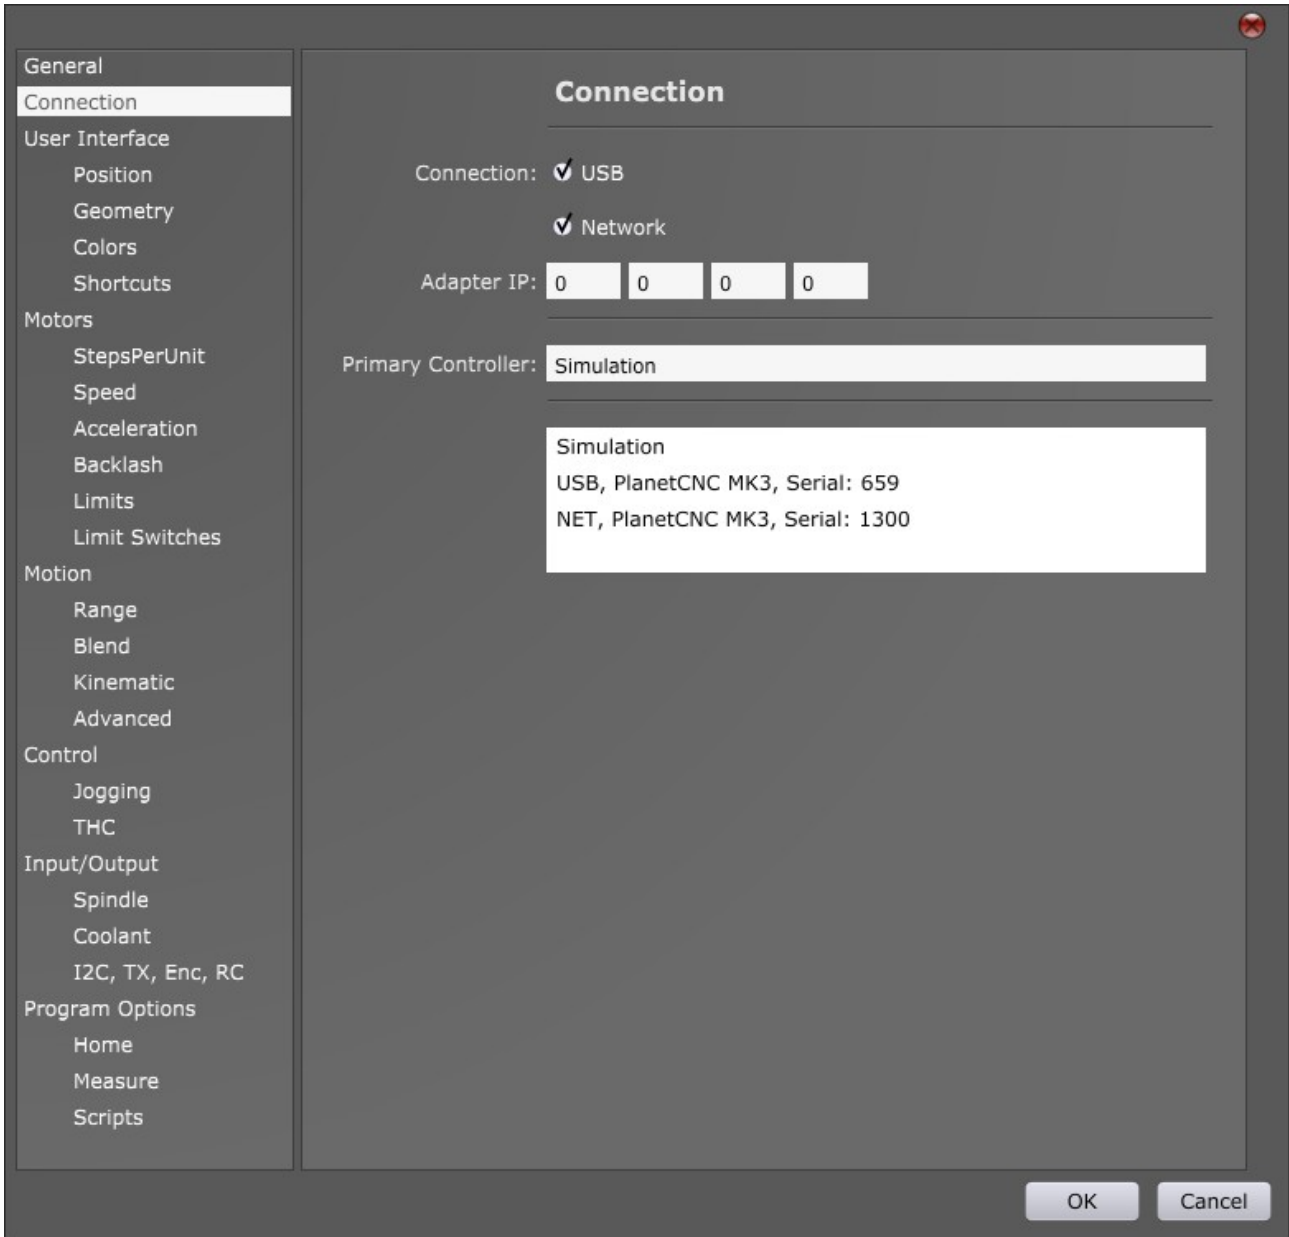 General
Connection
User Interface
Position
Geometry
Colors
Shortcuts
Motors
StepsPerUnit
Speed
Acceleration
Backlash
Limits
Limit Switches
Motion
Range
Blend
Kinematic
Advanced
Control
Jogging
THC
Input/Output
Spindle
Coolant
I2C, TX, Enc, RC
Program Options
Home
Measure
Scripts
Connection
Connection: USB
Network
Adapter IP: 0 0 0 0
Primary Controller: Simulation
Simulation
USB, PlanetCNC MK3, Serial: 659
NET, PlanetCNC MK3, Serial: 1300
OK Cancel